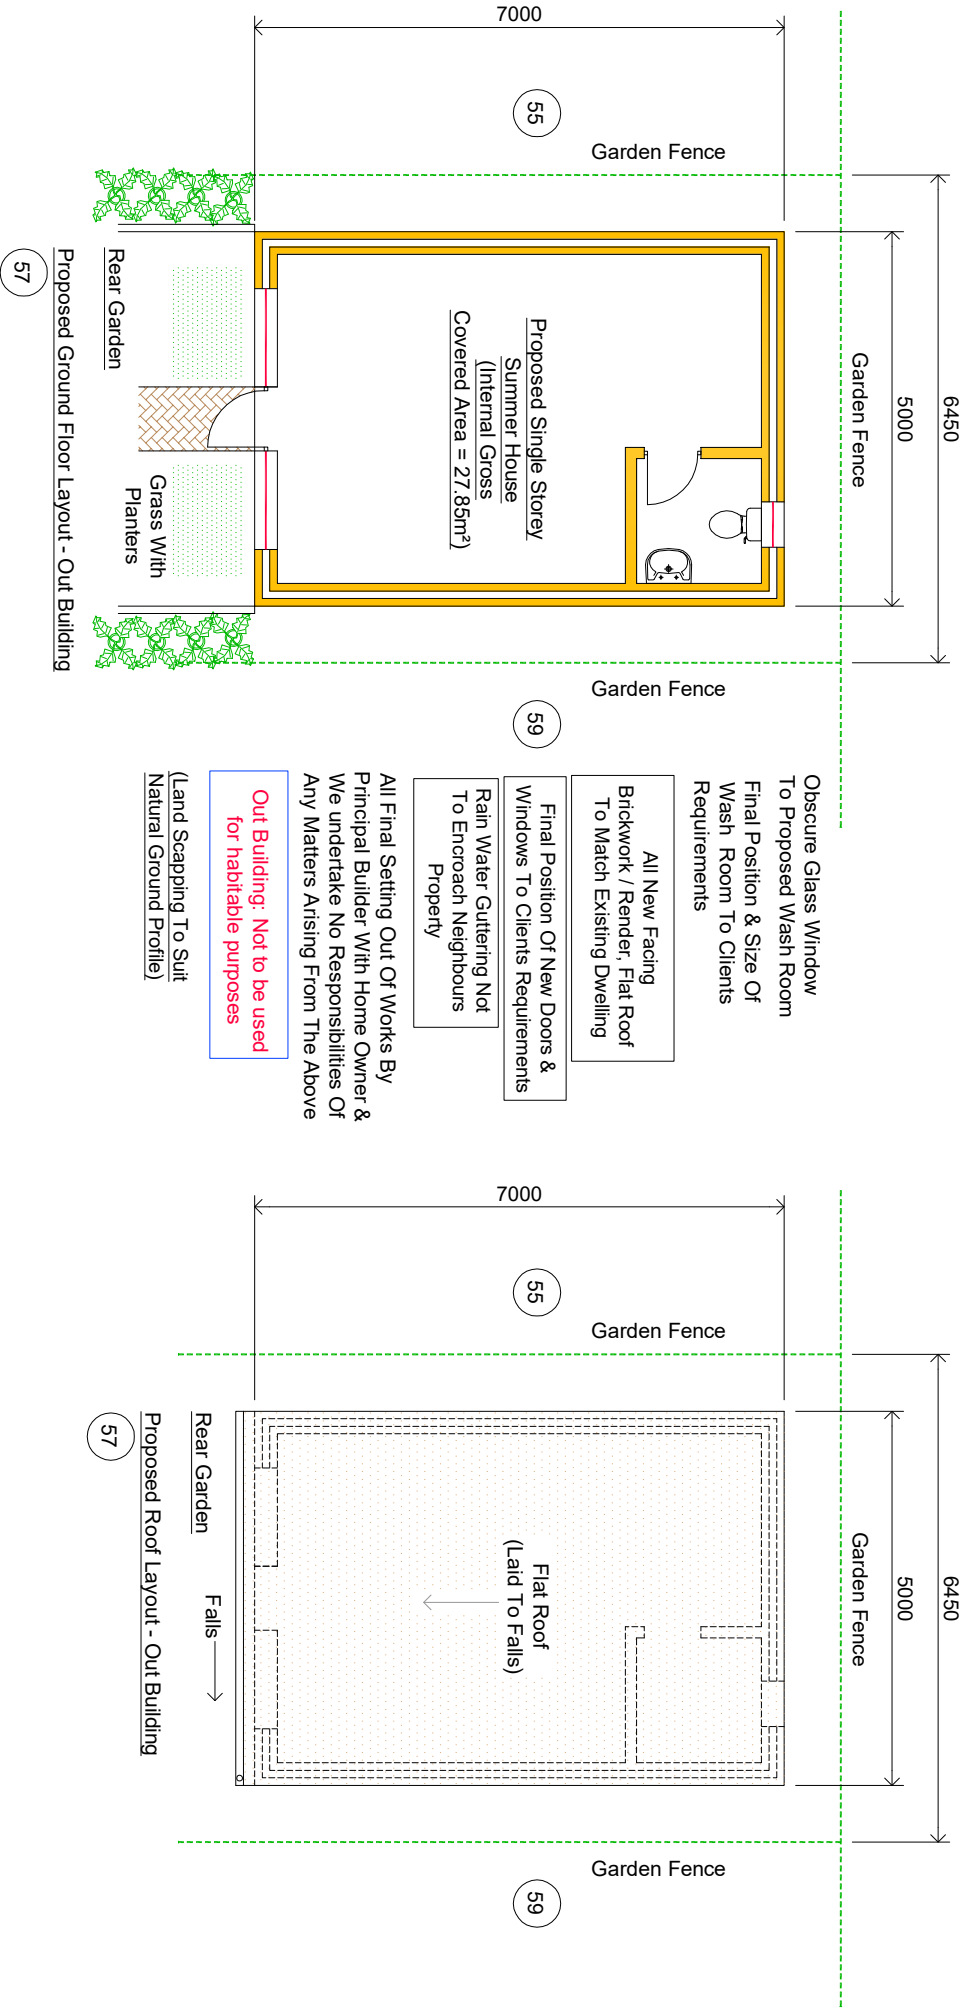 7000
55
Garden Fence
6450
5000
Garden Fence
Proposed Single Storey
Summer House
(Internal Gross
Covered Area = 27.85m²)
Rear Garden
Grass With
Planters
Proposed Ground Floor Layout - Out Building
57
Garden Fence
59
Obscure Glass Window
To Proposed Wash Room
Final Position & Size Of
Wash Room To Clients
Requirements
All New Facing
Brickwork / Render, Flat Roof
To Match Existing Dwelling
Final Position Of New Doors &
Windows To Clients Requirements
Rain Water Guttering Not
To Encroach Neighbours
Property
All Final Setting Out Of Works By
Principal Builder With Home Owner &
We undertake No Responsibilities Of
Any Matters Arising From The Above
Out Building: Not to be used
for habitable purposes
(Land Scapping To Suit
Natural Ground Profile)
7000
55
Garden Fence
6450
5000
Garden Fence
Flat Roof
(Laid To Falls)
Falls
Rear Garden
Proposed Roof Layout - Out Building
57
Garden Fence
59